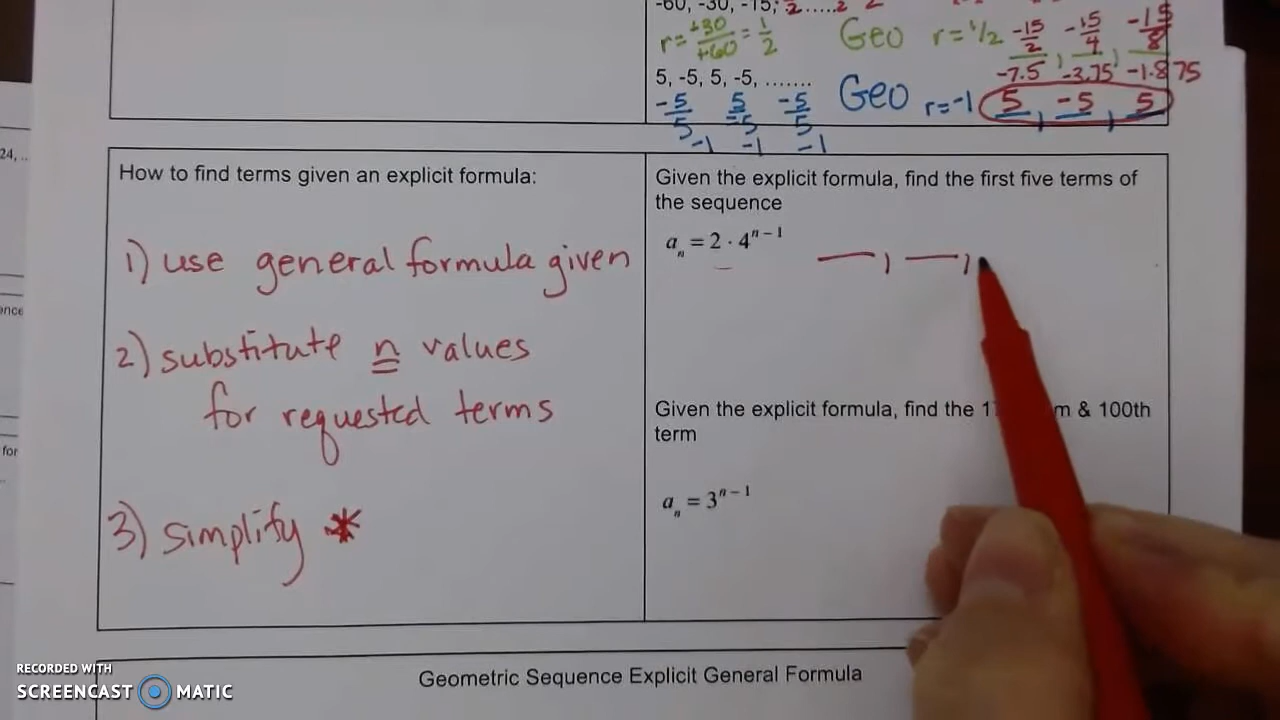 -60, -30, -15,
r = +30/+60 = 1/2 Geo r = 1/2 -15/2, -15/4, -15/8
-7.5 -3.75 -1.875
5, -5, 5, -5, .......
-5/5 5/-5 -5/5 Geo r = -1 5, -5, 5
-1 -1 -1
24, ..
How to find terms given an explicit formula:
1) use general formula given
2) substitute n values
for requested terms
3) simplify *
Given the explicit formula, find the first five terms of
the sequence
aₙ = 2 · 4ⁿ⁻¹
Given the explicit formula, find the & 100th
term
aₙ = 3ⁿ⁻¹
for
Geometric Sequence Explicit General Formula
RECORDED WITH
SCREENCAST MATIC